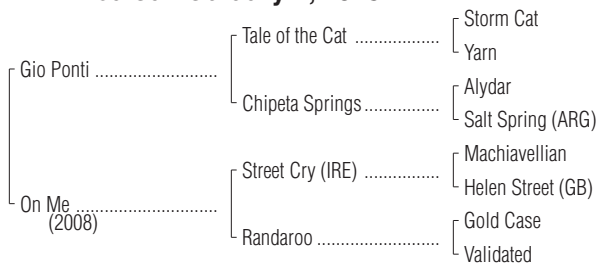 Storm Cat
Tale of the Cat ..................
Yarn
Gio Ponti ..........................
Alydar
Chipeta Springs ................
Salt Spring (ARG)
Machiavellian
Street Cry (IRE) ................
Helen Street (GB)
On Me ..............................
(2008)
Gold Case
Randaroo ..........................
Validated